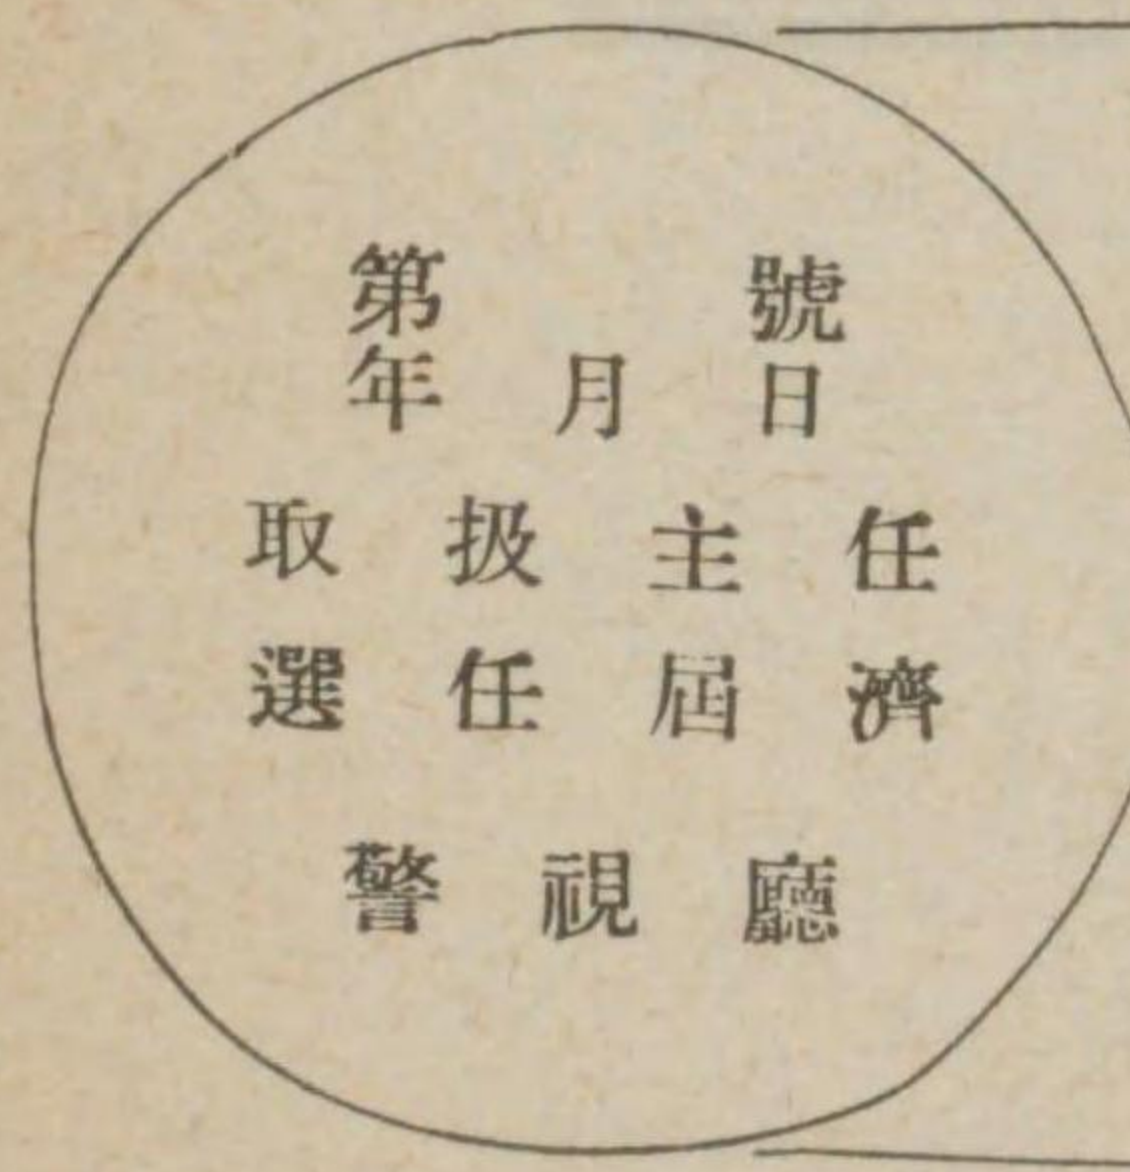 第 號
年 月 日
取扱主任
選任屆濟
警視廳